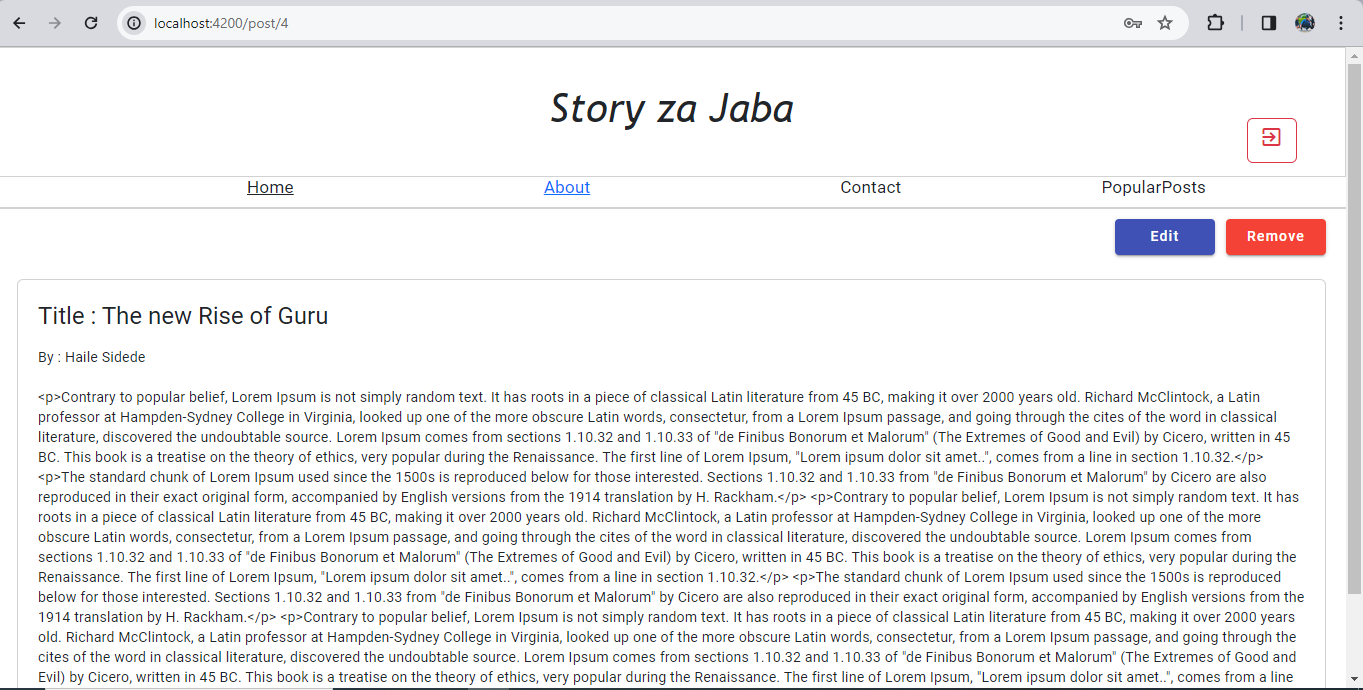 localhost:4200/post/4
Story za Jaba
Home About Contact PopularPosts
Edit Remove
Title : The new Rise of Guru
By : Haile Sidede
<p>Contrary to popular belief, Lorem Ipsum is not simply random text. It has roots in a piece of classical Latin literature from 45 BC, making it over 2000 years old. Richard McClintock, a Latin
professor at Hampden-Sydney College in Virginia, looked up one of the more obscure Latin words, consectetur, from a Lorem Ipsum passage, and going through the cites of the word in classical
literature, discovered the undoubtable source. Lorem Ipsum comes from sections 1.10.32 and 1.10.33 of "de Finibus Bonorum et Malorum" (The Extremes of Good and Evil) by Cicero, written in 45
BC. This book is a treatise on the theory of ethics, very popular during the Renaissance. The first line of Lorem Ipsum, "Lorem ipsum dolor sit amet..", comes from a line in section 1.10.32.</p>
<p>The standard chunk of Lorem Ipsum used since the 1500s is reproduced below for those interested. Sections 1.10.32 and 1.10.33 from "de Finibus Bonorum et Malorum" by Cicero are also
reproduced in their exact original form, accompanied by English versions from the 1914 translation by H. Rackham.</p> <p>Contrary to popular belief, Lorem Ipsum is not simply random text. It has
roots in a piece of classical Latin literature from 45 BC, making it over 2000 years old. Richard McClintock, a Latin professor at Hampden-Sydney College in Virginia, looked up one of the more
obscure Latin words, consectetur, from a Lorem Ipsum passage, and going through the cites of the word in classical literature, discovered the undoubtable source. Lorem Ipsum comes from
sections 1.10.32 and 1.10.33 of "de Finibus Bonorum et Malorum" (The Extremes of Good and Evil) by Cicero, written in 45 BC. This book is a treatise on the theory of ethics, very popular during the
Renaissance. The first line of Lorem Ipsum, "Lorem ipsum dolor sit amet..", comes from a line in section 1.10.32.</p> <p>The standard chunk of Lorem Ipsum used since the 1500s is reproduced
below for those interested. Sections 1.10.32 and 1.10.33 from "de Finibus Bonorum et Malorum" by Cicero are also reproduced in their exact original form, accompanied by English versions from the
1914 translation by H. Rackham.</p> <p>Contrary to popular belief, Lorem Ipsum is not simply random text. It has roots in a piece of classical Latin literature from 45 BC, making it over 2000 years
old. Richard McClintock, a Latin professor at Hampden-Sydney College in Virginia, looked up one of the more obscure Latin words, consectetur, from a Lorem Ipsum passage, and going through the
cites of the word in classical literature, discovered the undoubtable source. Lorem Ipsum comes from sections 1.10.32 and 1.10.33 of "de Finibus Bonorum et Malorum" (The Extremes of Good and
Evil) by Cicero, written in 45 BC. This book is a treatise on the theory of ethics, very popular during the Renaissance. The first line of Lorem Ipsum, "Lorem ipsum dolor sit amet..", comes from a line